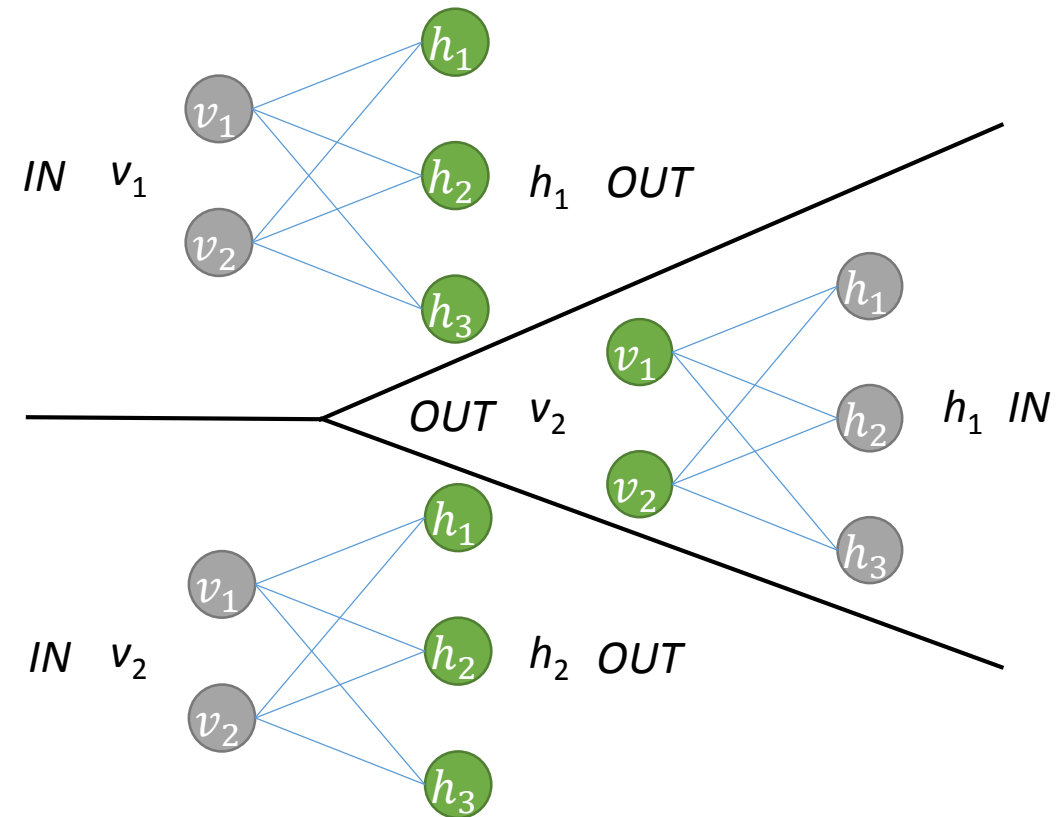 h₁
v₁
IN v₁ h₂ h₁ OUT
v₂
h₃
h₁
v₁
OUT v₂ h₂ h₁ IN
v₂
h₃
h₁
v₁
IN v₂ h₂ h₂ OUT
v₂
h₃